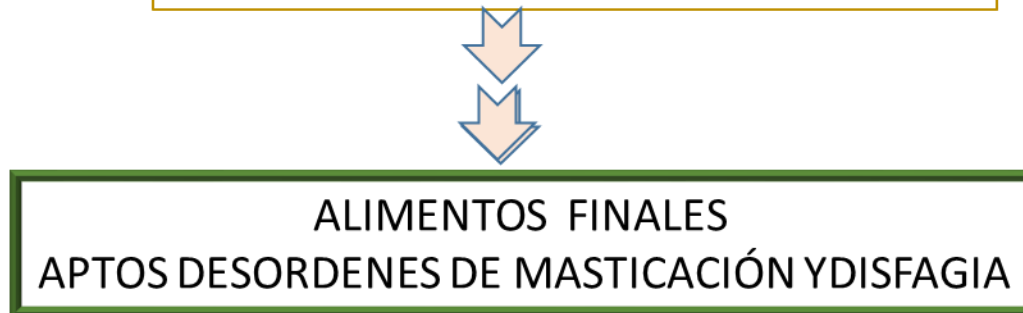 ALIMENTOS FINALES
APTOS DESORDENES DE MASTICACIÓN YDISFAGIA